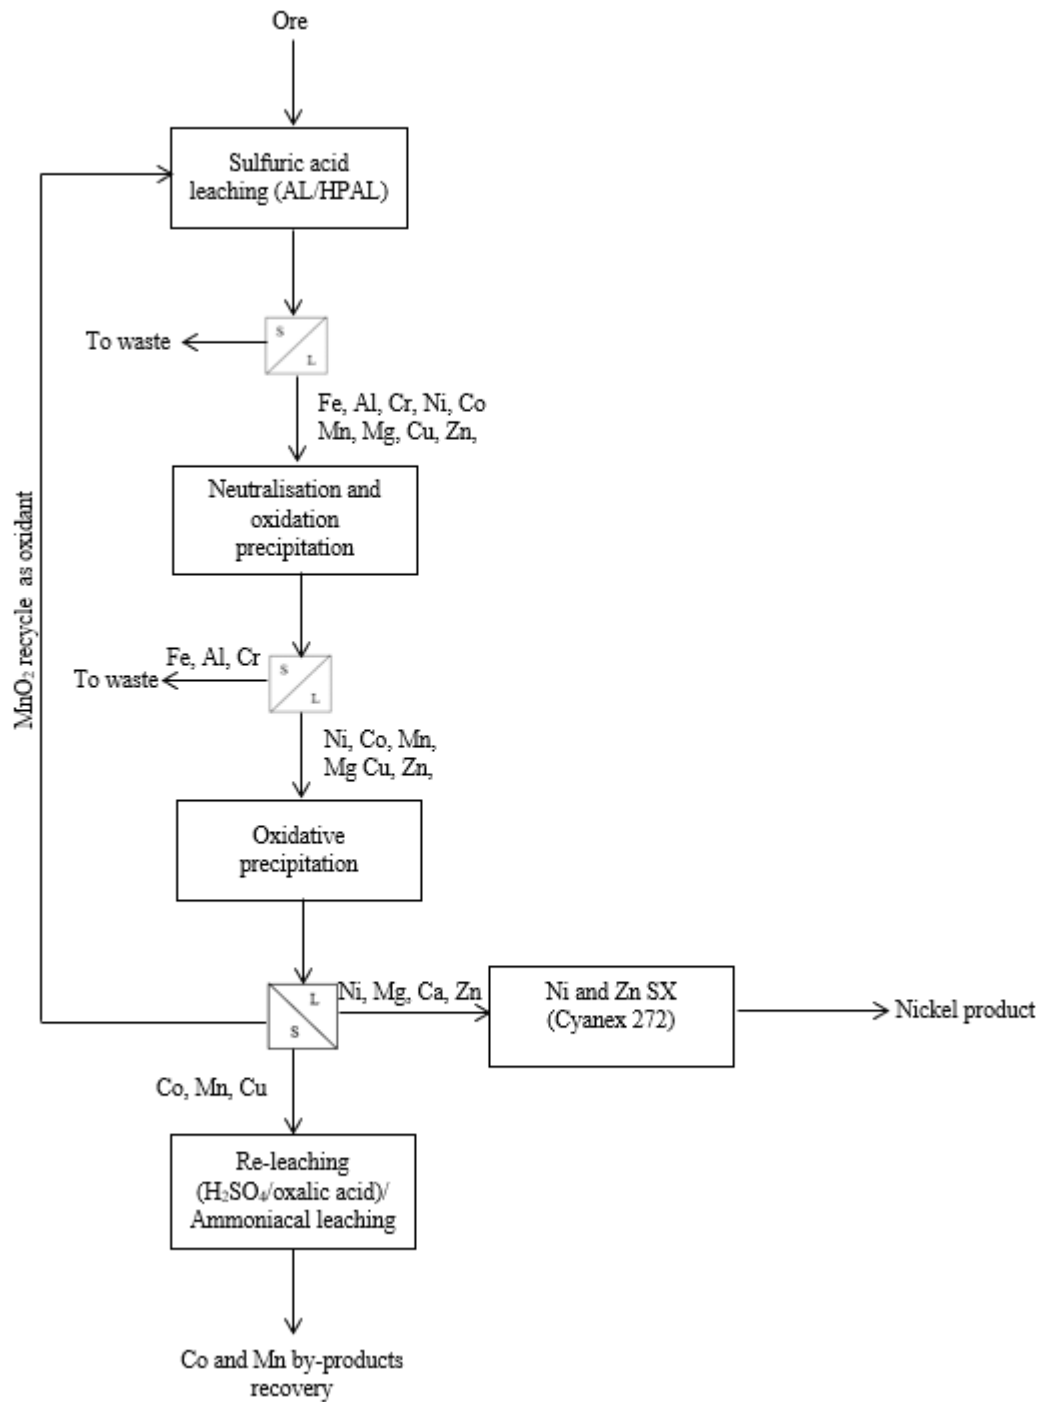 Ore
Sulfuric acid
leaching (AL/HPAL)
S
L
To waste
Fe, Al, Cr, Ni, Co
Mn, Mg, Cu, Zn,
Neutralisation and
oxidation
precipitation
MnO₂ recycle as oxidant
Fe, Al, Cr
To waste
S
L
Ni, Co, Mn,
Mg Cu, Zn,
Oxidative
precipitation
L
S
Ni, Mg, Ca, Zn
Ni and Zn SX
(Cyanex 272)
Nickel product
Co, Mn, Cu
Re-leaching
(H₂SO₄/oxalic acid)/
Ammoniacal leaching
Co and Mn by-products
recovery